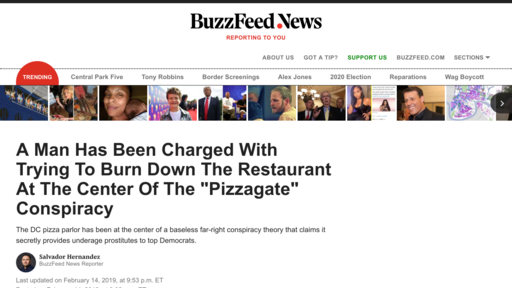 BuzzFeed News
REPORTING TO YOU
ABOUT US GOT A TIP? SUPPORT US BUZZFEED.COM SECTIONS
TRENDING Central Park Five Tony Robbins Border Screenings Alex Jones 2020 Election Reparations Wag Boycott
A Man Has Been Charged With
Trying To Burn Down The Restaurant
At The Center Of The "Pizzagate"
Conspiracy
The DC pizza parlor has been at the center of a baseless far-right conspiracy theory that claims it
secretly provides underage prostitutes to top Democrats.
Salvador Hernandez
BuzzFeed News Reporter
Last updated on February 14, 2019, at 9:53 p.m. ET